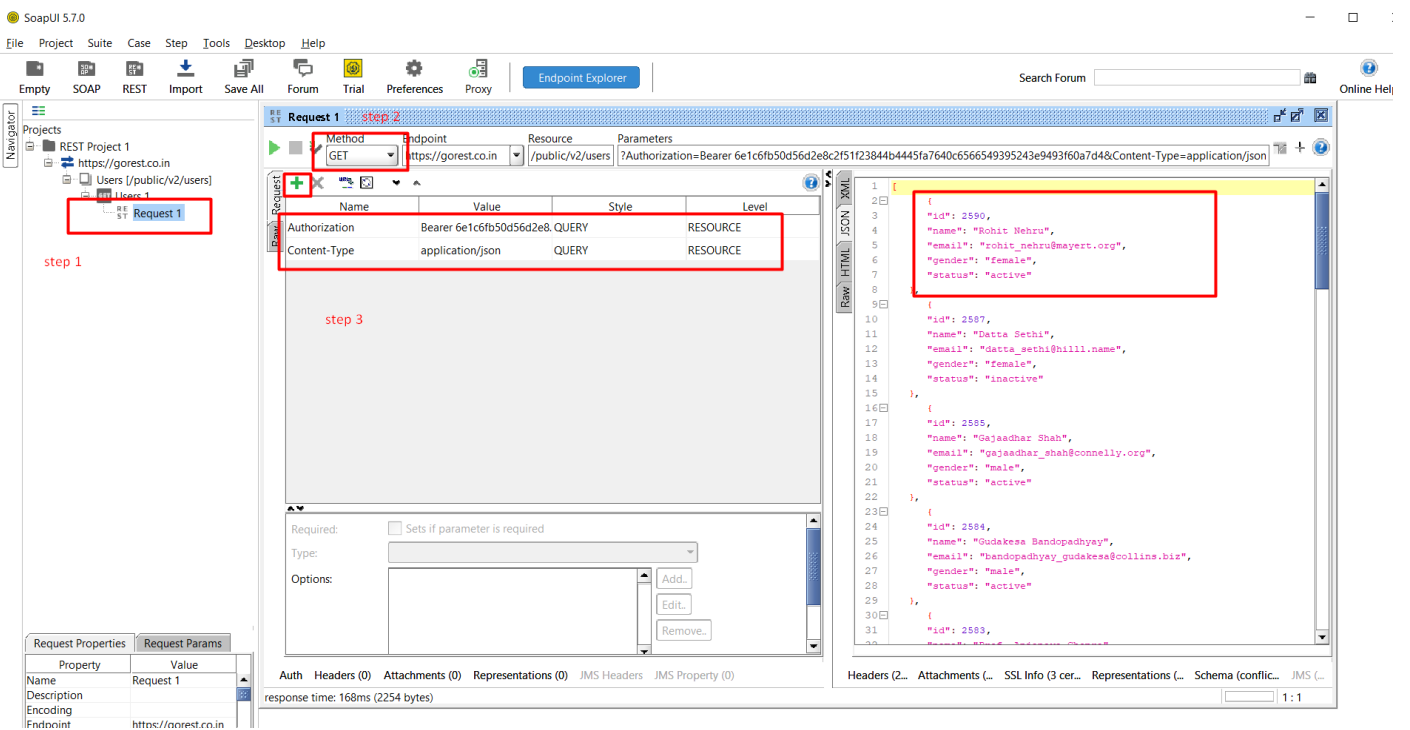 SoapUI 5.7.0
File Project Suite Case Step Tools Desktop Help
Empty SOAP REST Import Save All Forum Trial Preferences Proxy Endpoint Explorer Search Forum Online Help
Navigator
Projects
REST Project 1
https://gorest.co.in
Users [/public/v2/users]
Users 1
Request 1
step 1
Request 1 step 2
Method Endpoint Resource Parameters
GET https://gorest.co.in /public/v2/users ?Authorization=Bearer 6e1c6fb50d56d2e8c2f51f23844b4445fa7640c6566549395243e9493f60a7d4&Content-Type=application/json
Request
Raw
Name Value Style Level
Authorization Bearer 6e1c6fb50d56d2e8. QUERY RESOURCE
Content-Type application/json QUERY RESOURCE
step 3
Required: Sets if parameter is required
Type:
Options: Add..
Edit..
Remove..
Auth Headers (0) Attachments (0) Representations (0) JMS Headers JMS Property (0)
response time: 168ms (2254 bytes)
XML
JSON
HTML
Raw
1 [
2 {
3 "id": 2590,
4 "name": "Rohit Nehru",
5 "email": "rohit_nehru@mayert.org",
6 "gender": "female",
7 "status": "active"
8 },
9 {
10 "id": 2587,
11 "name": "Datta Sethi",
12 "email": "datta_sethi@hilll.name",
13 "gender": "female",
14 "status": "inactive"
15 },
16 {
17 "id": 2585,
18 "name": "Gajaadhar Shah",
19 "email": "gajaadhar_shah@connelly.org",
20 "gender": "male",
21 "status": "active"
22 },
23 {
24 "id": 2584,
25 "name": "Gudakesa Bandopadhyay",
26 "email": "bandopadhyay_gudakesa@collins.biz",
27 "gender": "male",
28 "status": "active"
29 },
30 {
31 "id": 2583,
Headers (2... Attachments (... SSL Info (3 cer... Representations (... Schema (conflic... JMS (...
1 : 1
Request Properties Request Params
Property Value
Name Request 1
Description
Encoding
Endpoint https://gorest.co.in